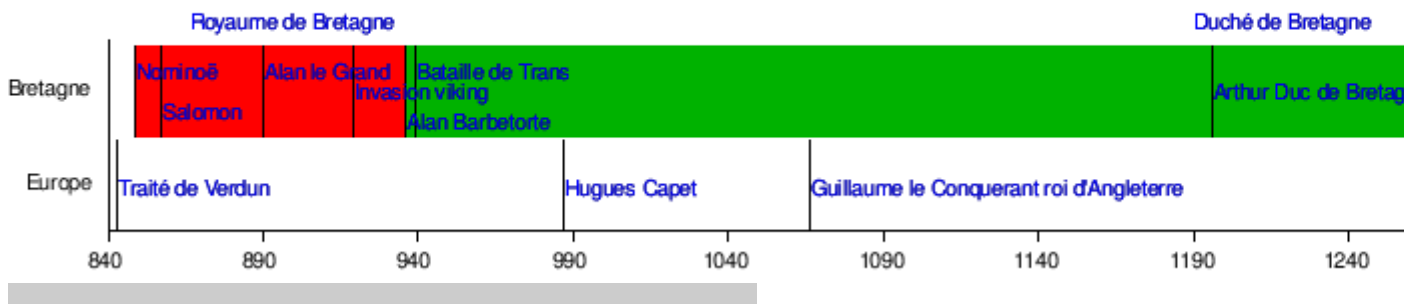 Royaume de Bretagne
Duché de Bretagne
Bretagne
Nominoë
Alan le Grand
Bataille de Trans
Invasion viking
Arthur Duc de Bretag
Salomon
Alan Barbetorte
Europe
Traité de Verdun
Hugues Capet
Guillaume le Conquerant roi d'Angleterre
840 890 940 990 1040 1090 1140 1190 1240